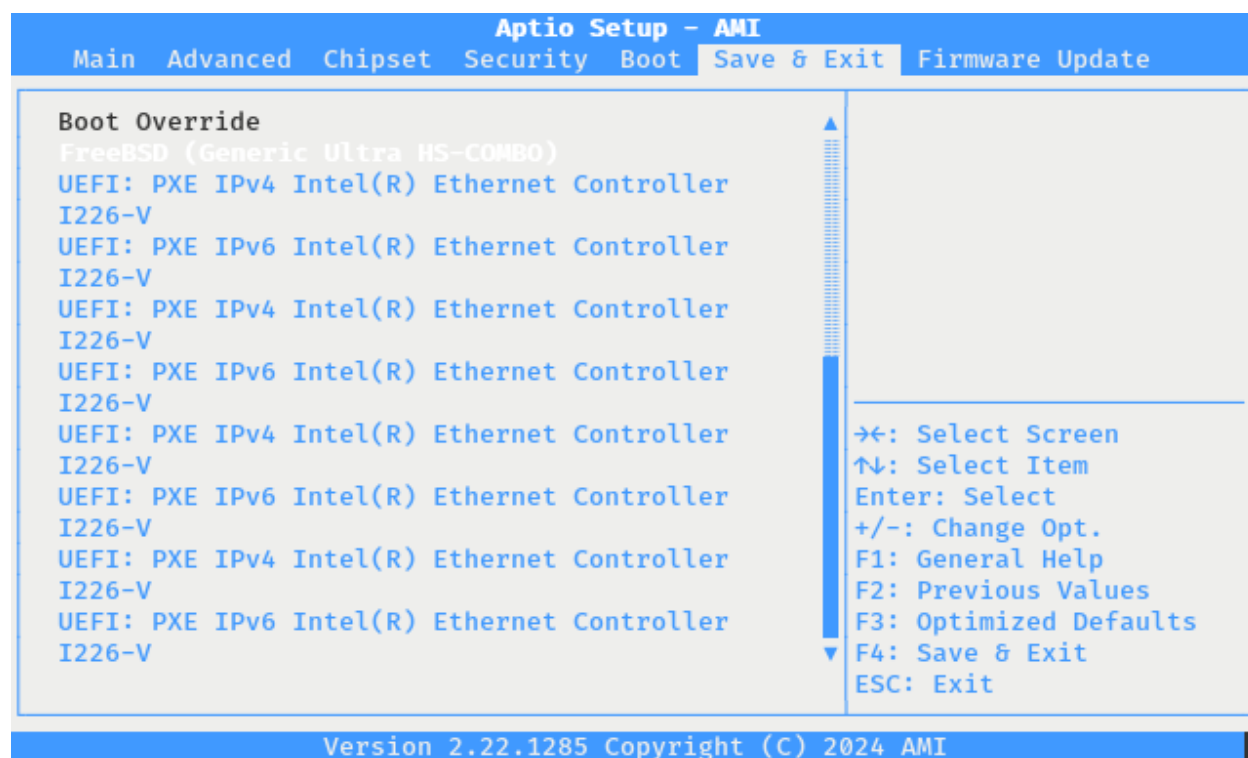 Aptio Setup – AMI
Main Advanced Chipset Security Boot Save & Exit Firmware Update
Boot Override
FreeBSD (Generic Ultra HS-COMBO)
UEFI: PXE IPv4 Intel(R) Ethernet Controller
I226-V
UEFI: PXE IPv6 Intel(R) Ethernet Controller
I226-V
UEFI: PXE IPv4 Intel(R) Ethernet Controller
I226-V
UEFI: PXE IPv6 Intel(R) Ethernet Controller
I226-V
UEFI: PXE IPv4 Intel(R) Ethernet Controller
I226-V
UEFI: PXE IPv6 Intel(R) Ethernet Controller
I226-V
UEFI: PXE IPv4 Intel(R) Ethernet Controller
I226-V
UEFI: PXE IPv6 Intel(R) Ethernet Controller
I226-V
→←: Select Screen
↑↓: Select Item
Enter: Select
+/-: Change Opt.
F1: General Help
F2: Previous Values
F3: Optimized Defaults
F4: Save & Exit
ESC: Exit
Version 2.22.1285 Copyright (C) 2024 AMI